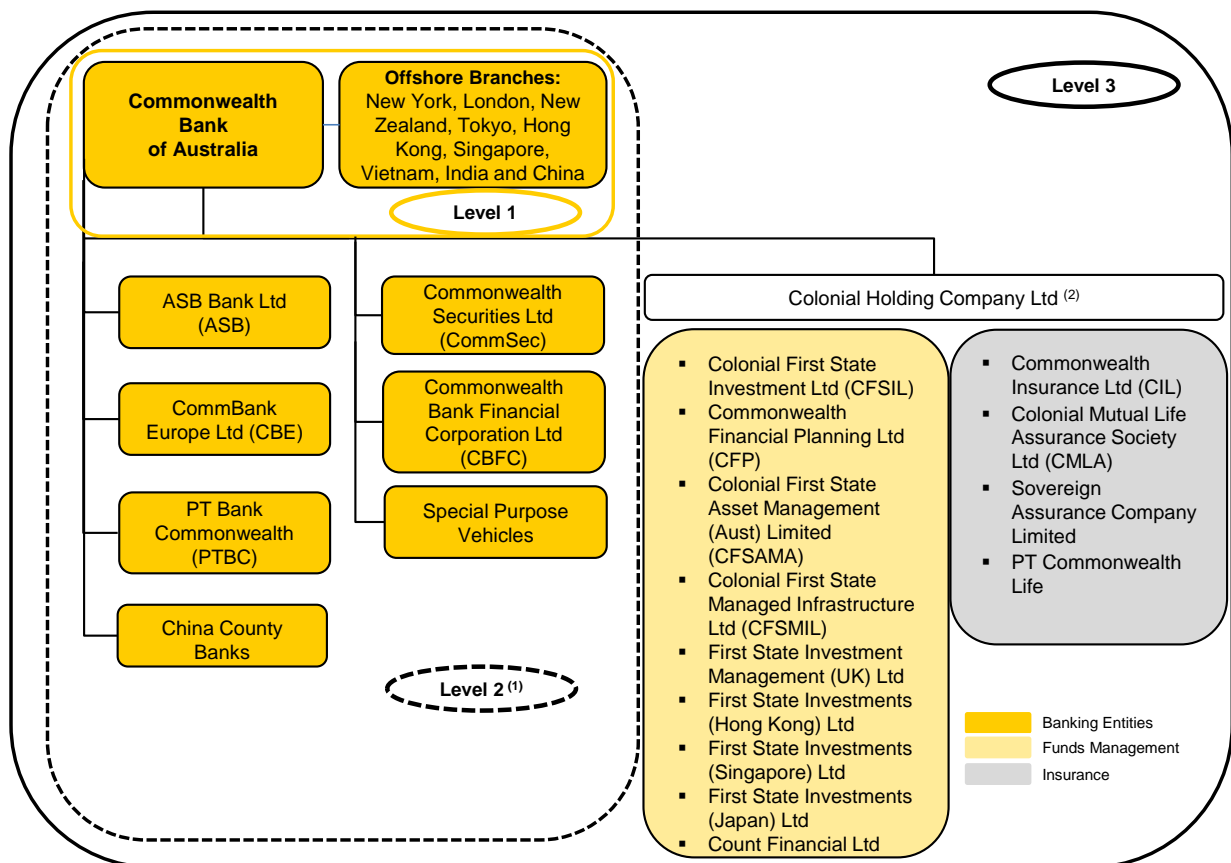 Commonwealth
Bank
of Australia
Offshore Branches:
New York, London, New
Zealand, Tokyo, Hong
Kong, Singapore,
Vietnam, India and China
Level 3
Level 1
ASB Bank Ltd
(ASB)
Commonwealth
Securities Ltd
(CommSec)
CommBank
Europe Ltd (CBE)
Commonwealth
Bank Financial
Corporation Ltd
(CBFC)
PT Bank
Commonwealth
(PTBC)
Special Purpose
Vehicles
China County
Banks
Level 2 (1)
Colonial Holding Company Ltd (2)
▪ Colonial First State
Investment Ltd (CFSIL)
▪ Commonwealth
Financial Planning Ltd
(CFP)
▪ Colonial First State
Asset Management
(Aust) Limited
(CFSAMA)
▪ Colonial First State
Managed Infrastructure
Ltd (CFSMIL)
▪ First State Investment
Management (UK) Ltd
▪ First State Investments
(Hong Kong) Ltd
▪ First State Investments
(Singapore) Ltd
▪ First State Investments
(Japan) Ltd
▪ Count Financial Ltd
▪ Commonwealth
Insurance Ltd (CIL)
▪ Colonial Mutual Life
Assurance Society
Ltd (CMLA)
▪ Sovereign
Assurance Company
Limited
▪ PT Commonwealth
Life
Banking Entities
Funds Management
Insurance